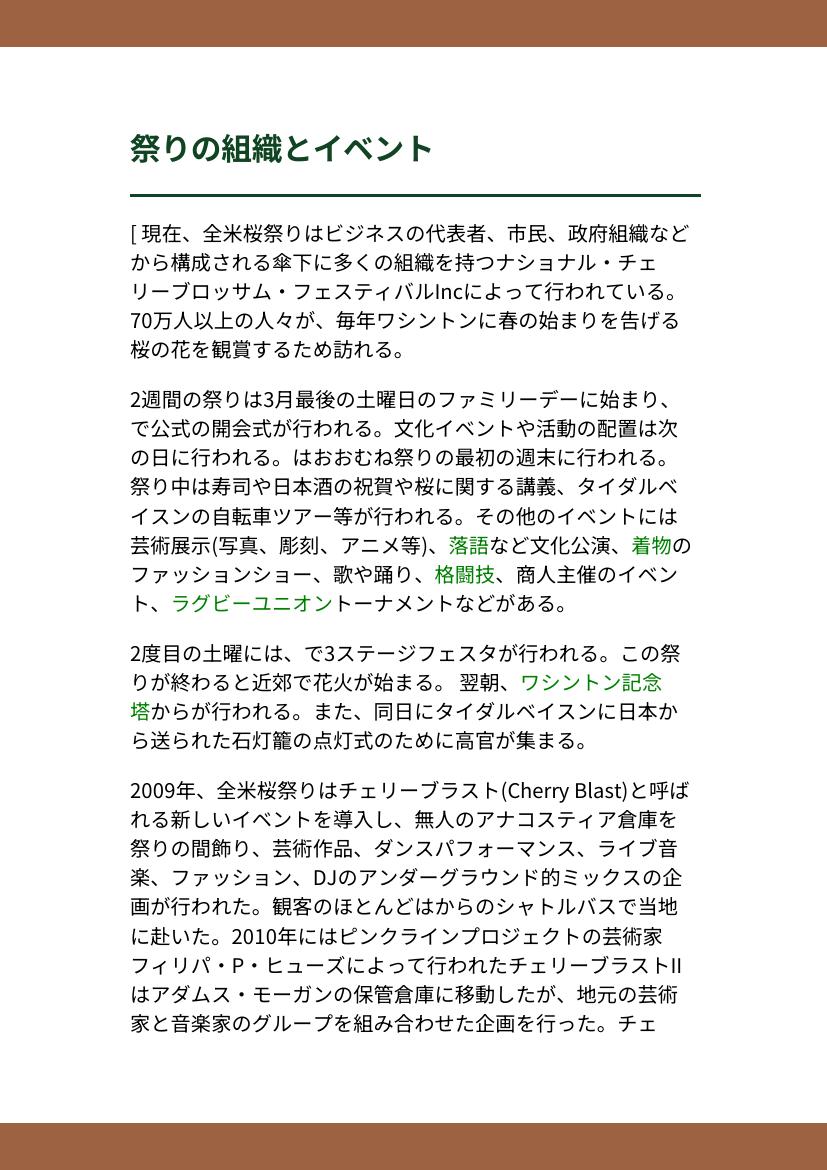 祭りの組織とイベント
[ 現在、全米桜祭りはビジネスの代表者、市民、政府組織など
から構成される傘下に多くの組織を持つナショナル・チェ
リーブロッサム・フェスティバルIncによって行われている。
70万人以上の人々が、毎年ワシントンに春の始まりを告げる
桜の花を観賞するため訪れる。
2週間の祭りは3月最後の土曜日のファミリーデーに始まり、
で公式の開会式が行われる。文化イベントや活動の配置は次
の日に行われる。はおおむね祭りの最初の週末に行われる。
祭り中は寿司や日本酒の祝賀や桜に関する講義、タイダルベ
イスンの自転車ツアー等が行われる。その他のイベントには
芸術展示(写真、彫刻、アニメ等)、落語など文化公演、着物の
ファッションショー、歌や踊り、格闘技、商人主催のイベン
ト、ラグビーユニオントーナメントなどがある。
2度目の土曜には、で3ステージフェスタが行われる。この祭
りが終わると近郊で花火が始まる。 翌朝、ワシントン記念
塔からが行われる。また、同日にタイダルベイスンに日本か
ら送られた石灯籠の点灯式のために高官が集まる。
2009年、全米桜祭りはチェリーブラスト(Cherry Blast)と呼ば
れる新しいイベントを導入し、無人のアナコスティア倉庫を
祭りの間飾り、芸術作品、ダンスパフォーマンス、ライブ音
楽、ファッション、DJのアンダーグラウンド的ミックスの企
画が行われた。観客のほとんどはからのシャトルバスで当地
に赴いた。2010年にはピンクラインプロジェクトの芸術家
フィリパ・P・ヒューズによって行われたチェリーブラストII
はアダムス・モーガンの保管倉庫に移動したが、地元の芸術
家と音楽家のグループを組み合わせた企画を行った。チェ